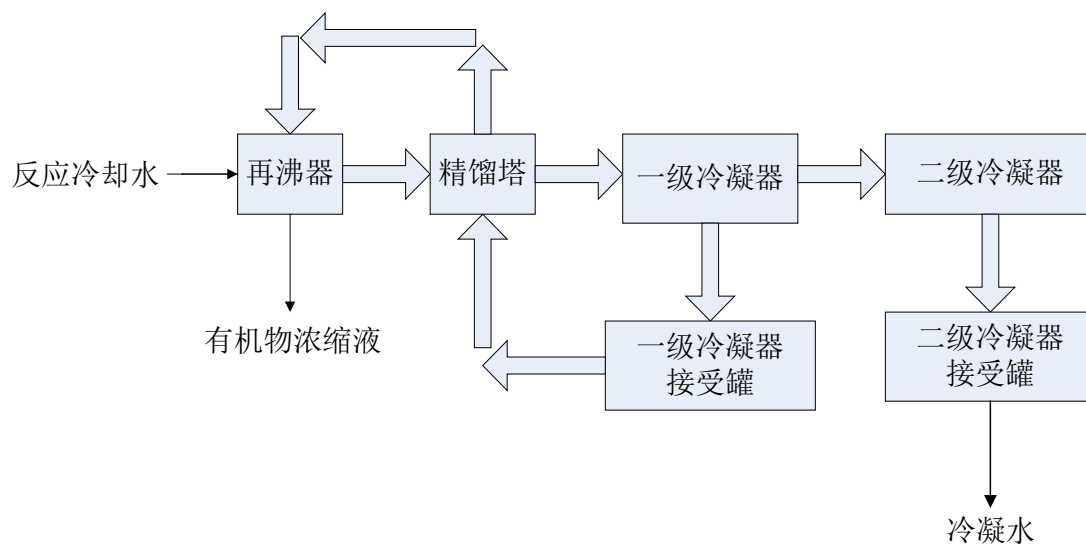 反应冷却水
再沸器
精馏塔
一级冷凝器
二级冷凝器
有机物浓缩液
一级冷凝器
接受罐
二级冷凝器
接受罐
冷凝水